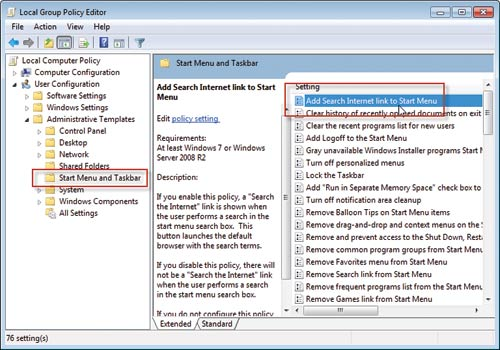 Local Group Policy Editor
File Action View Help
Local Computer Policy
Computer Configuration
User Configuration
Software Settings
Windows Settings
Administrative Templates
Control Panel
Desktop
Network
Shared Folders
Start Menu and Taskbar
System
Windows Components
All Settings
Start Menu and Taskbar
Add Search Internet link to Start
Menu
Edit policy setting
Requirements:
At least Windows 7 or Windows
Server 2008 R2
Description:
If you enable this policy, a "Search
the Internet" link is shown when
the user performs a search in the
start menu search box. This
button launches the default
browser with the search terms.
If you disable this policy, there will
not be a "Search the Internet" link
when the user performs a search
in the start menu search box.
If you do not configure this policy
Setting
Add Search Internet link to Start Menu
Clear history of recently opened documents on exit
Clear the recent programs list for new users
Add Logoff to the Start Menu
Gray unavailable Windows Installer programs Start M
Turn off personalized menus
Lock the Taskbar
Add "Run in Separate Memory Space" check box to
Turn off notification area cleanup
Remove Balloon Tips on Start Menu items
Remove drag-and-drop and context menus on the S
Remove and prevent access to the Shut Down, Resta
Remove common program groups from Start Menu
Remove Favorites menu from Start Menu
Remove Search link from Start Menu
Remove frequent programs list from the Start Menu
Remove Games link from Start Menu
Extended Standard
76 setting(s)